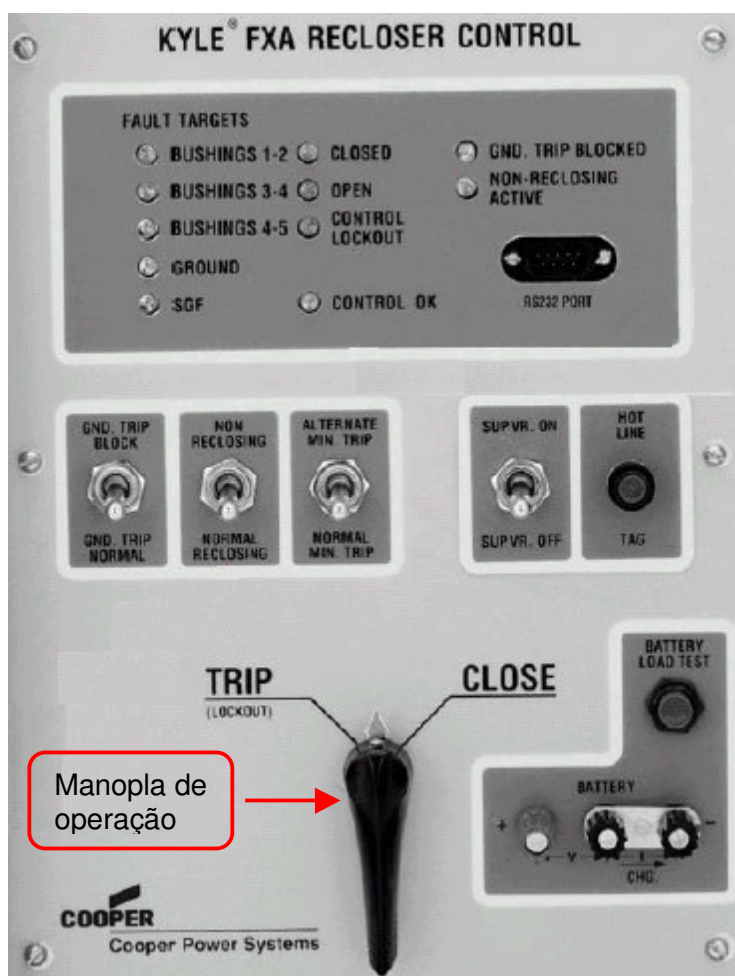 KYLE® FXA RECLOSER CONTROL
FAULT TARGETS
BUSHINGS 1-2
CLOSED
GND. TRIP BLOCKED
BUSHINGS 3-4
OPEN
NON-RECLOSING
ACTIVE
BUSHINGS 4-5
CONTROL
LOCKOUT
GROUND
SGF
CONTROL OK
RS232 PORT
GND. TRIP
BLOCK
NON
RECLOSING
ALTERNATE
MIN. TRIP
SUPVR. ON
HOT
LINE
GND. TRIP
NORMAL
NORMAL
RECLOSING
NORMAL
MIN. TRIP
SUPVR. OFF
TAG
BATTERY
LOAD TEST
TRIP
(LOCKOUT)
CLOSE
Manopla de
operação
BATTERY
+ -
V I
CHG.
COOPER
Cooper Power Systems